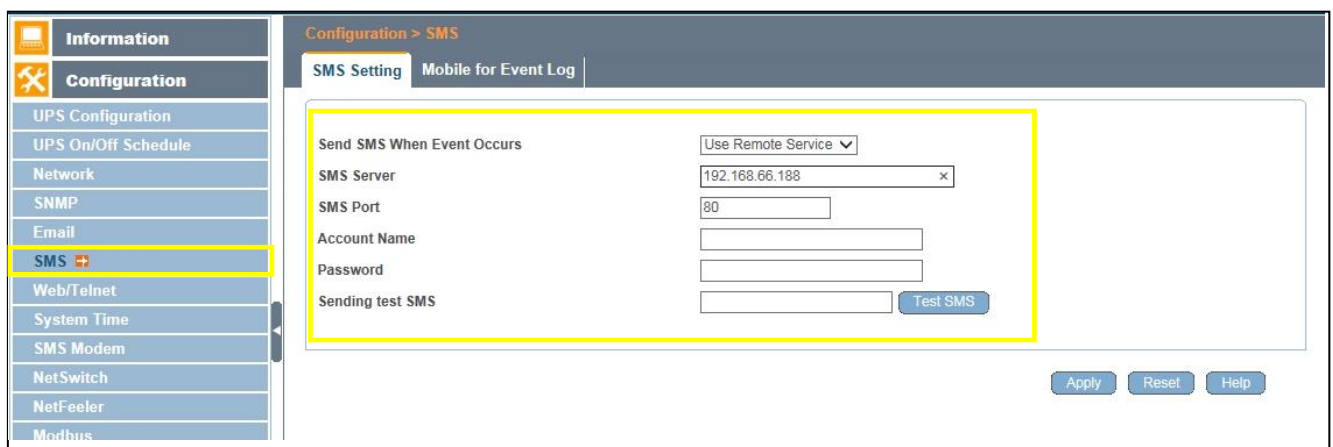 Information
Configuration
UPS Configuration
UPS On/Off Schedule
Network
SNMP
Email
SMS
Web/Telnet
System Time
SMS Modem
NetSwitch
NetFeeler
Modbus
Configuration > SMS
SMS Setting Mobile for Event Log
Send SMS When Event Occurs Use Remote Service
SMS Server 192.168.66.188 ×
SMS Port 80
Account Name
Password
Sending test SMS Test SMS
Apply Reset Help